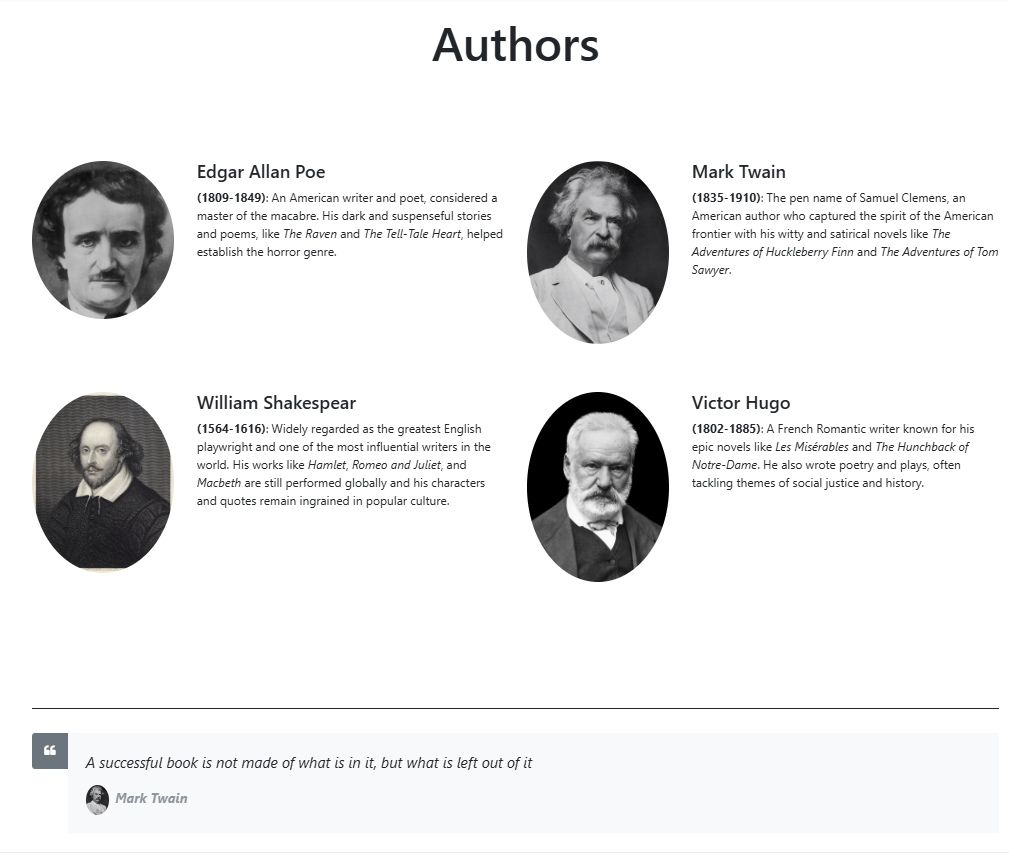 Authors
Edgar Allan Poe
(1809-1849): An American writer and poet, considered a
master of the macabre. His dark and suspenseful stories
and poems, like The Raven and The Tell-Tale Heart, helped
establish the horror genre.
Mark Twain
(1835-1910): The pen name of Samuel Clemens, an
American author who captured the spirit of the American
frontier with his witty and satirical novels like The
Adventures of Huckleberry Finn and The Adventures of Tom
Sawyer.
William Shakespear
(1564-1616): Widely regarded as the greatest English
playwright and one of the most influential writers in the
world. His works like Hamlet, Romeo and Juliet, and
Macbeth are still performed globally and his characters
and quotes remain ingrained in popular culture.
Victor Hugo
(1802-1885): A French Romantic writer known for his
epic novels like Les Misérables and The Hunchback of
Notre-Dame. He also wrote poetry and plays, often
tackling themes of social justice and history.
A successful book is not made of what is in it, but what is left out of it
Mark Twain